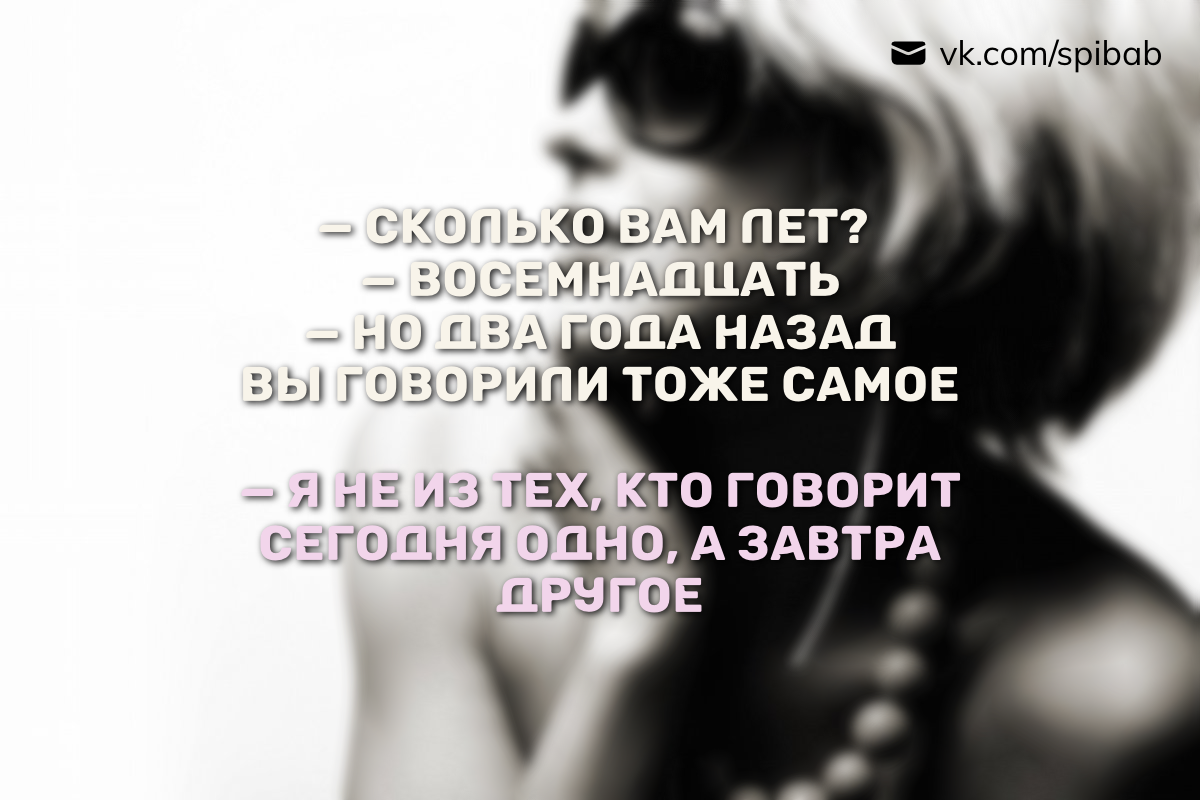 vk.com/spibab
— СКОЛЬКО ВАМ ЛЕТ?
— ВОСЕМНАДЦАТЬ
— НО ДВА ГОДА НАЗАД
ВЫ ГОВОРИЛИ ТОЖЕ САМОЕ
— Я НЕ ИЗ ТЕХ, КТО ГОВОРИТ
СЕГОДНЯ ОДНО, А ЗАВТРА
ДРУГОЕ